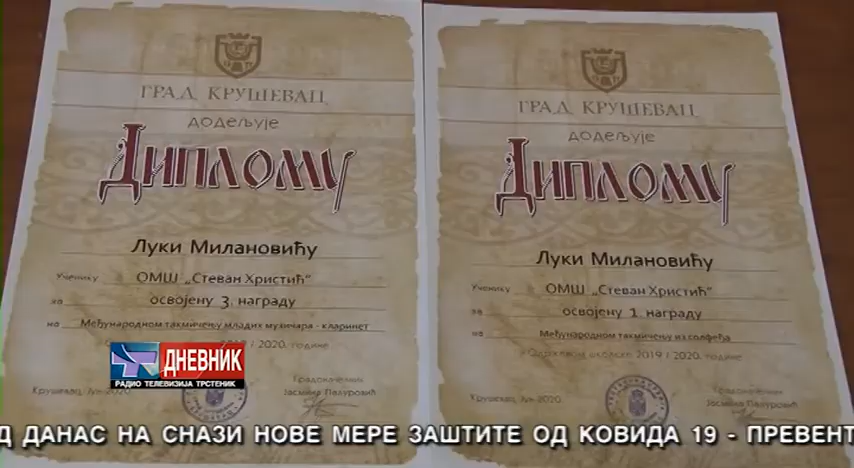 ГРАД КРУШЕВАЦ
додељује
Диплому
Луки Милановићу
Ученику ОМШ „Стеван Христић"
за освојену 3. награду
на Међународном такмичењу младих музичара - кларинет
2020. године
Крушевац, 2020
Градоначелник
Јасмина Палуровић
ГРАД КРУШЕВАЦ
додељује
Диплому
Луки Милановићу
Ученику ОМШ „Стеван Христић"
за освојену 1. награду
на Међународном такмичењу из солфеђа
школске 2019 і 2020. године
Крушевац, 2020
Градоначелник
Јасмина Палуровић
ДНЕВНИК
РАДИО ТЕЛЕВИЗИЈА ТРСТЕНИК
ДАНАС НА СНАЗИ НОВЕ МЕРЕ ЗАШТИТЕ ОД КОВИДА 19 - ПРЕВЕНТ